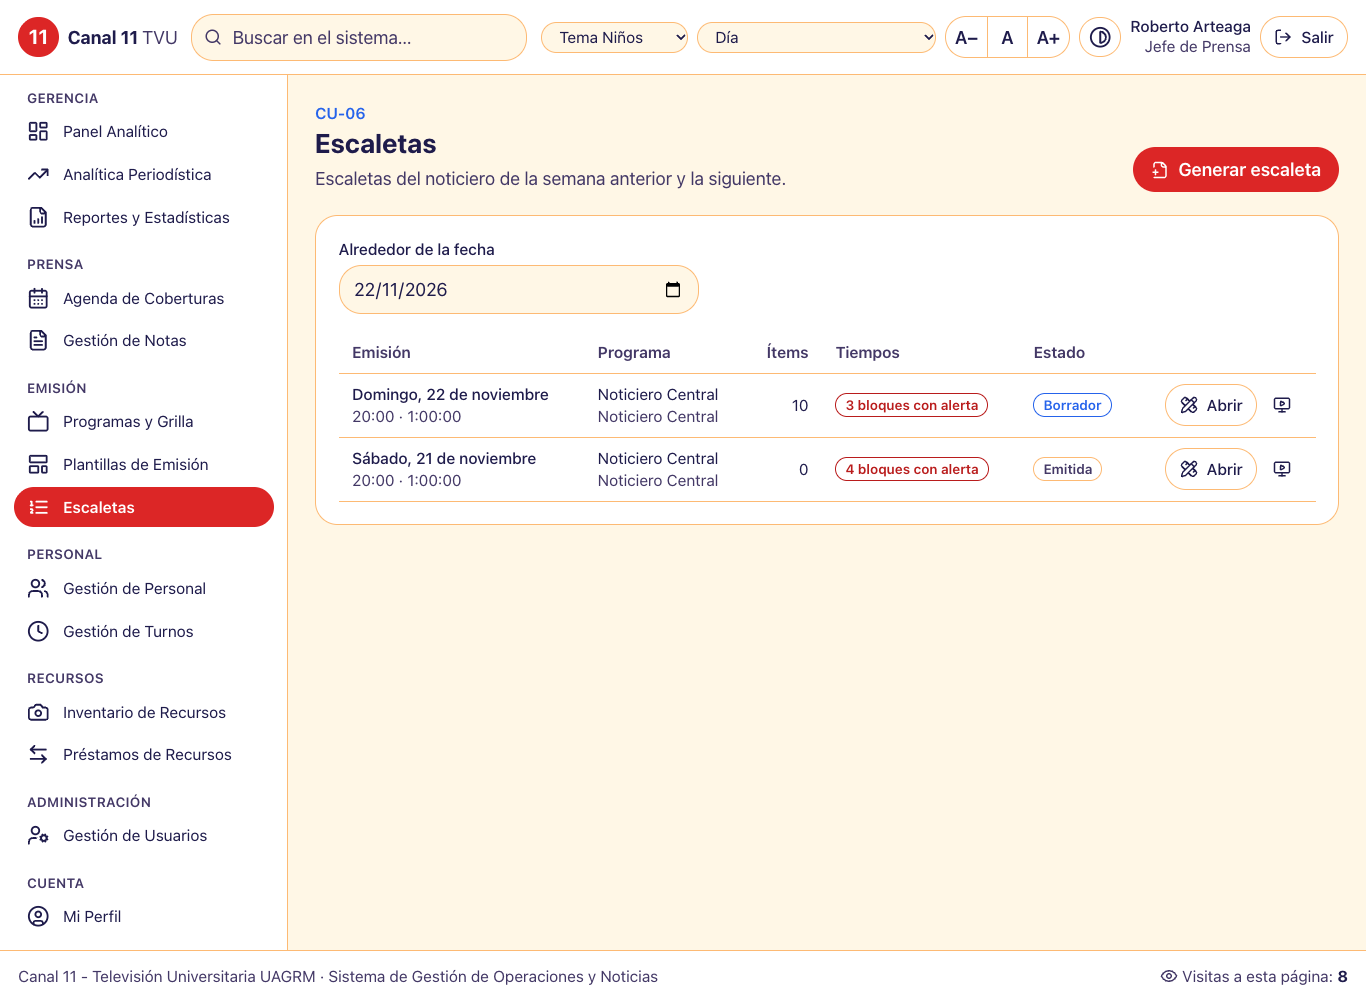 11 Canal 11 TVU
Buscar en el sistema...
Tema Niños
Día
A− A A+
Roberto Arteaga
Jefe de Prensa
Salir
GERENCIA
Panel Analítico
Analítica Periodística
Reportes y Estadísticas
PRENSA
Agenda de Coberturas
Gestión de Notas
EMISIÓN
Programas y Grilla
Plantillas de Emisión
Escaletas
PERSONAL
Gestión de Personal
Gestión de Turnos
RECURSOS
Inventario de Recursos
Préstamos de Recursos
ADMINISTRACIÓN
Gestión de Usuarios
CUENTA
Mi Perfil
CU-06
Escaletas
Escaletas del noticiero de la semana anterior y la siguiente.
Generar escaleta
Alrededor de la fecha
22/11/2026
Emisión Programa Ítems Tiempos Estado
Domingo, 22 de noviembre Noticiero Central
20:00 · 1:00:00 Noticiero Central
10 3 bloques con alerta Borrador Abrir
Sábado, 21 de noviembre Noticiero Central
20:00 · 1:00:00 Noticiero Central
0 4 bloques con alerta Emitida Abrir
Canal 11 - Televisión Universitaria UAGRM · Sistema de Gestión de Operaciones y Noticias
Visitas a esta página: 8